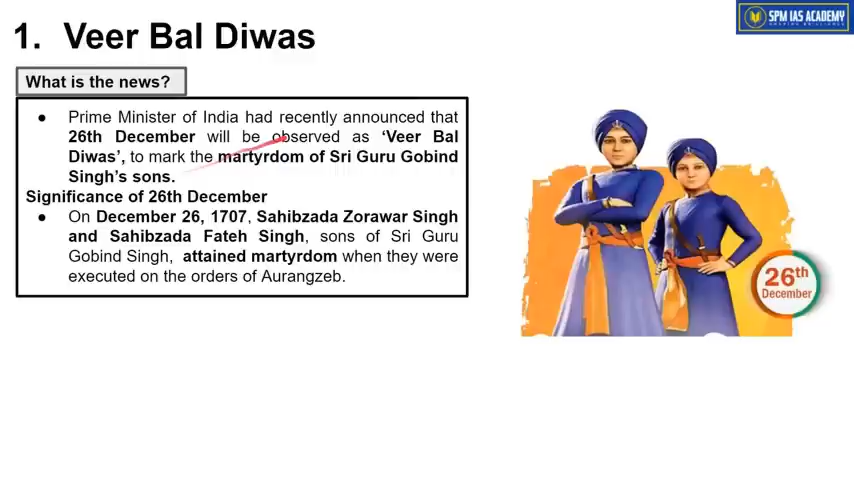 1. Veer Bal Diwas
SPM IAS ACADEMY
What is the news?
● Prime Minister of India had recently announced that
26th December will be observed as ‘Veer Bal
Diwas’, to mark the martyrdom of Sri Guru Gobind
Singh's sons.
Significance of 26th December
● On December 26, 1707, Sahibzada Zorawar Singh
and Sahibzada Fateh Singh, sons of Sri Guru
Gobind Singh, attained martyrdom when they were
executed on the orders of Aurangzeb.
26th
December